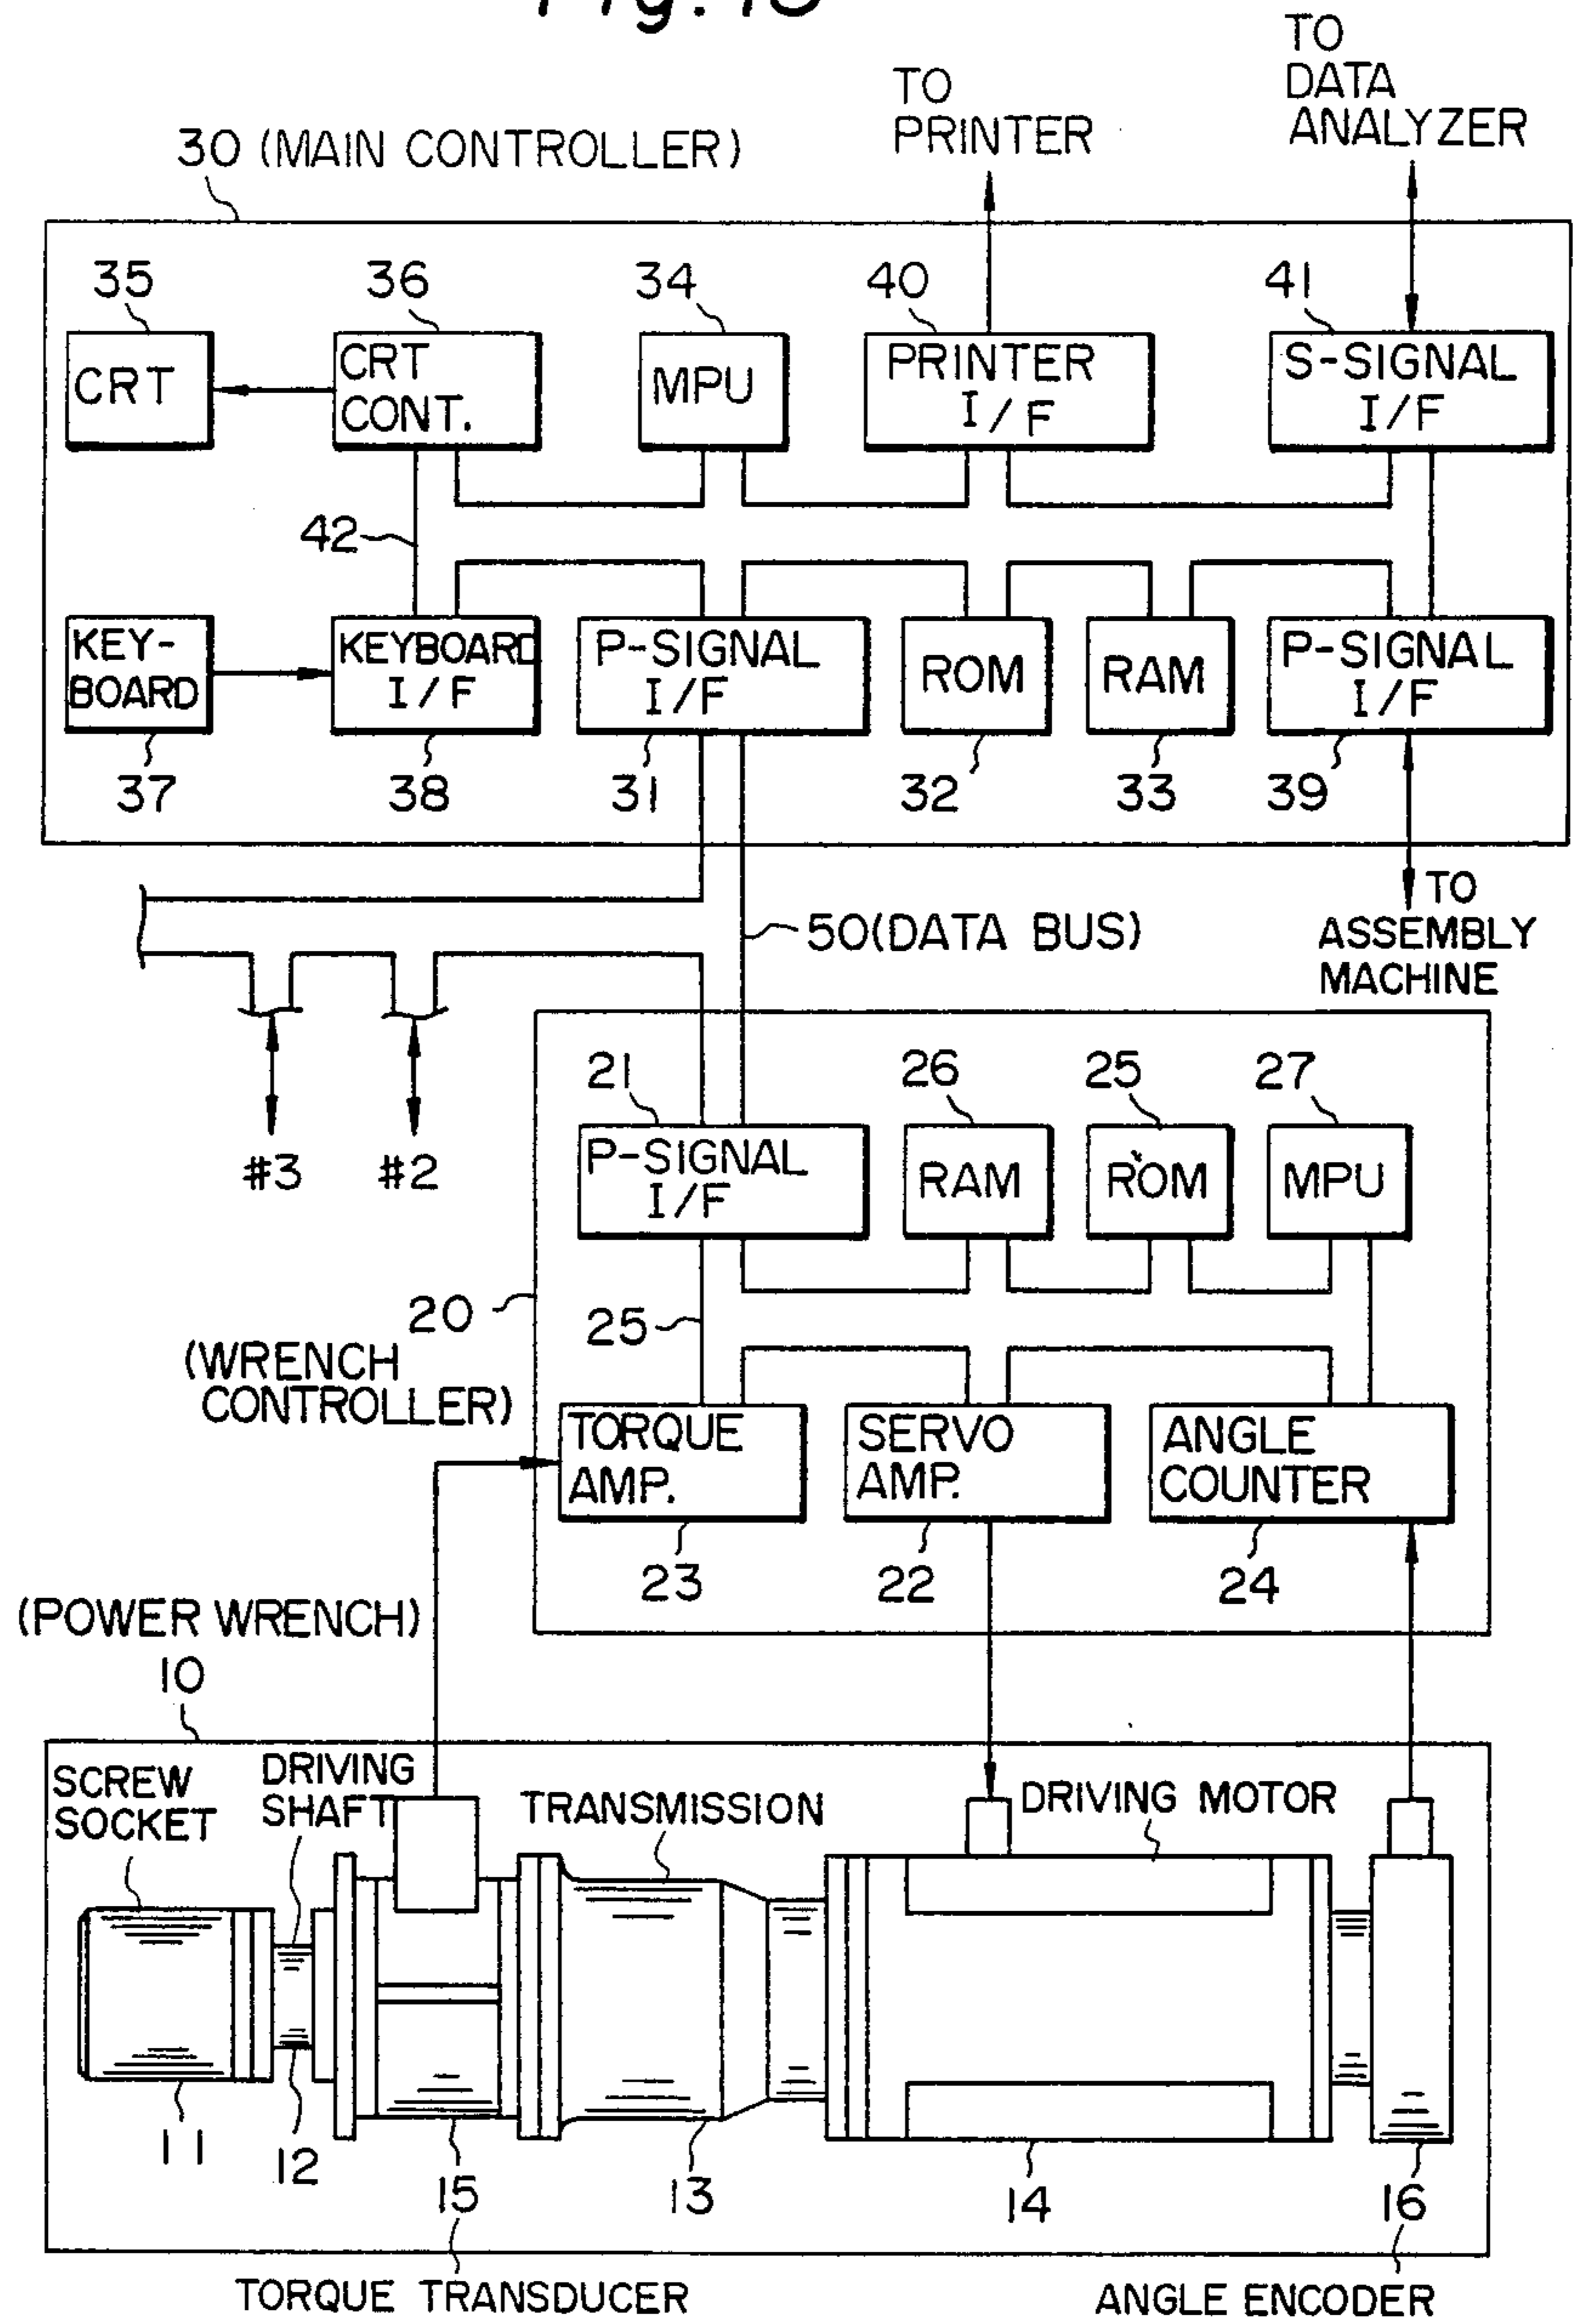 TO
DATA
ANALYZER
TO
PRINTER
30 (MAIN CONTROLLER)
35
36
34
40
41
CRT
CRT
CONT.
MPU
PRINTER
I/F
S-SIGNAL
I/F
42
KEY-
BOARD
KEYBOARD
I/F
P-SIGNAL
I/F
ROM
RAM
P-SIGNAL
I/F
37
38
31
32
33
39
TO
ASSEMBLY
MACHINE
50(DATA BUS)
#3
#2
21
26
25
27
P-SIGNAL
I/F
RAM
ROM
MPU
20
(WRENCH
CONTROLLER)
25
TORQUE
AMP.
SERVO
AMP.
ANGLE
COUNTER
23
22
24
(POWER WRENCH)
10
SCREW
SOCKET
DRIVING
SHAFT
TRANSMISSION
DRIVING MOTOR
11
12
15
13
14
16
TORQUE TRANSDUCER
ANGLE ENCODER